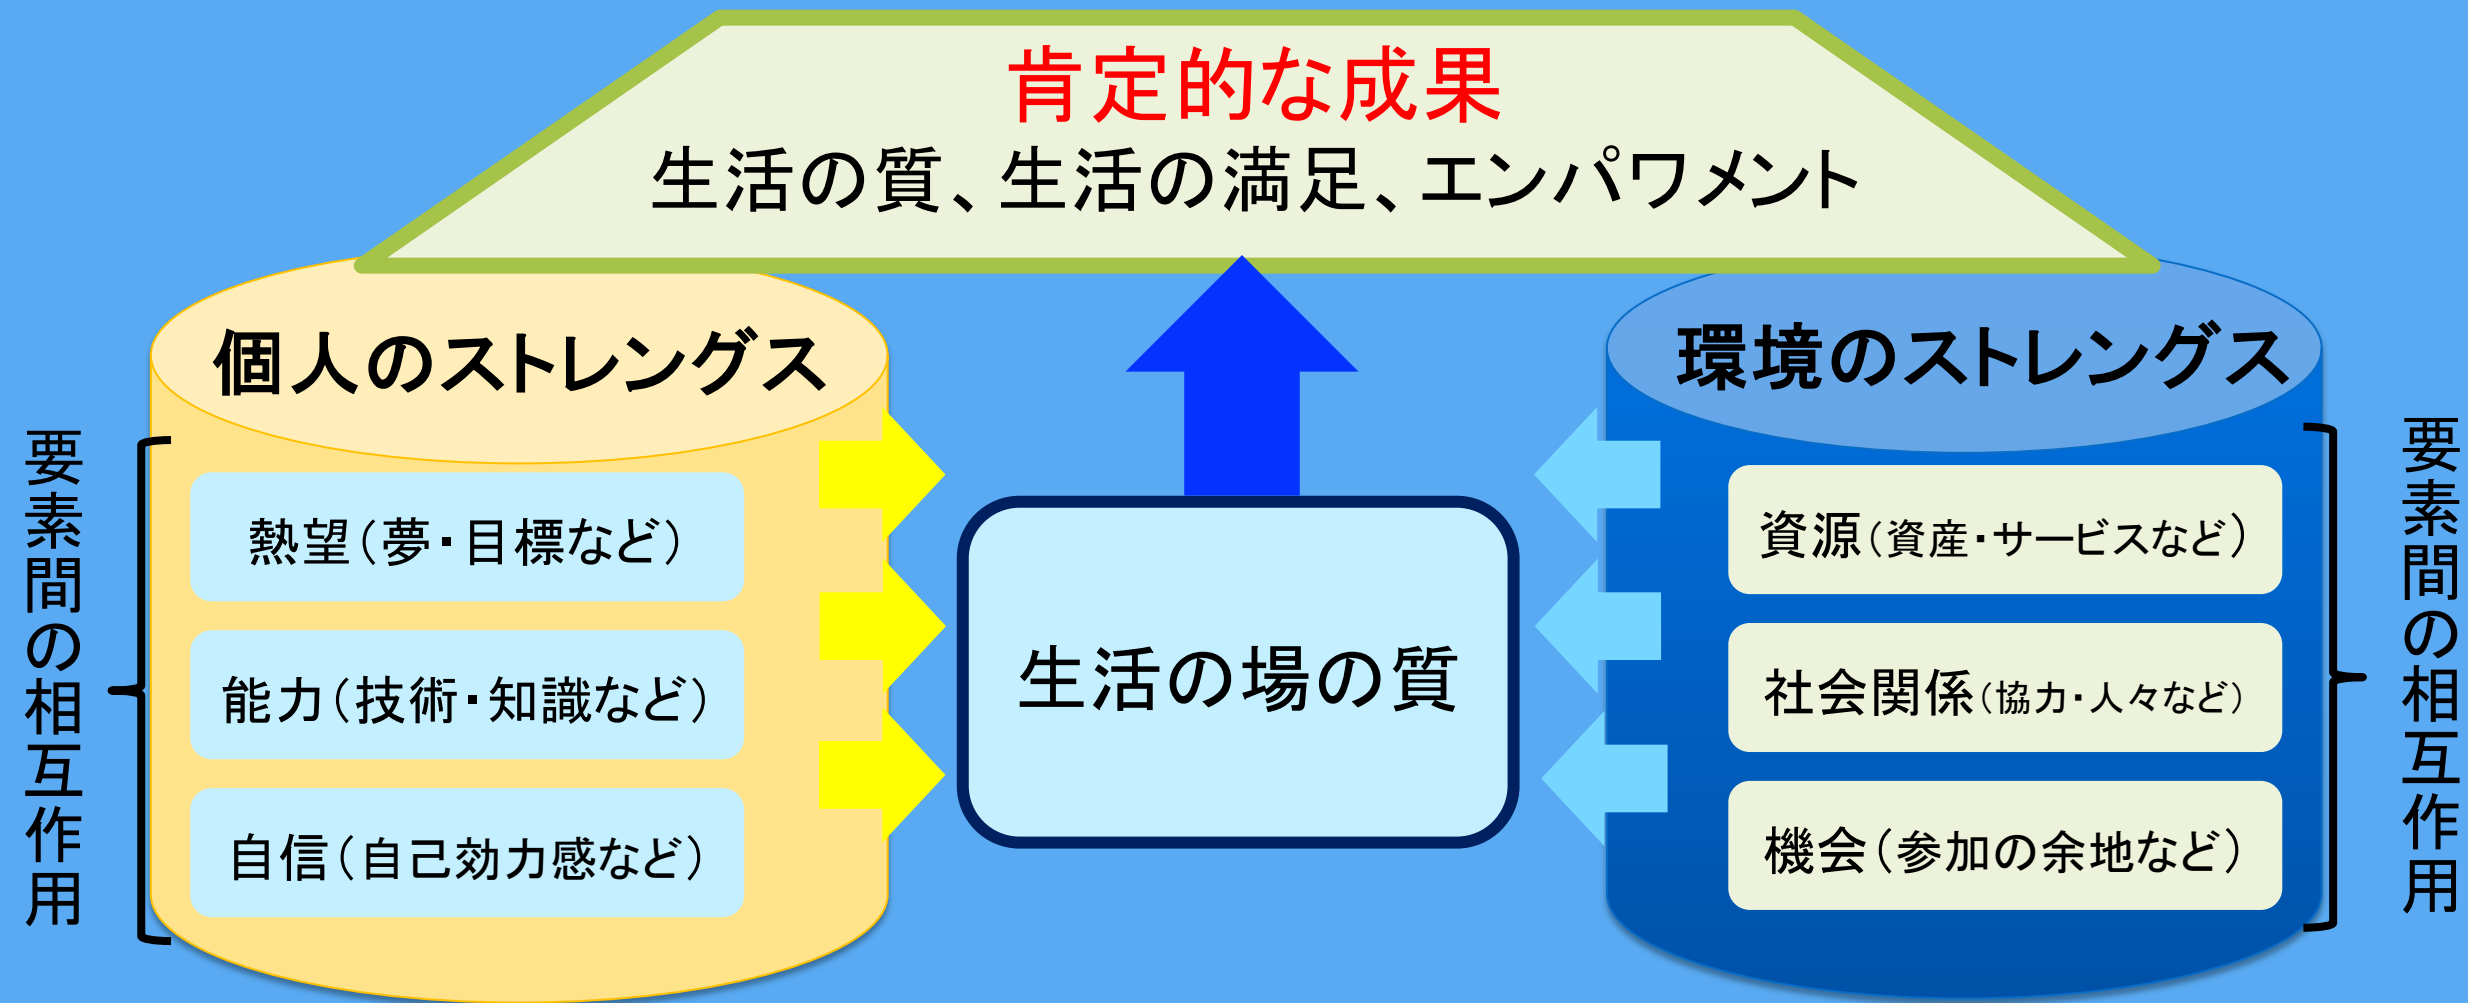 肯定的な成果
生活の質、生活の満足、エンパワメント
個人のストレングス
環境のストレングス
要素間の相互作用
熱望（夢・目標など）
能力（技術・知識など）
自信（自己効力感など）
生活の場の質
資源（資産・サービスなど）
社会関係（協力・人々など）
機会（参加の余地など）
要素間の相互作用